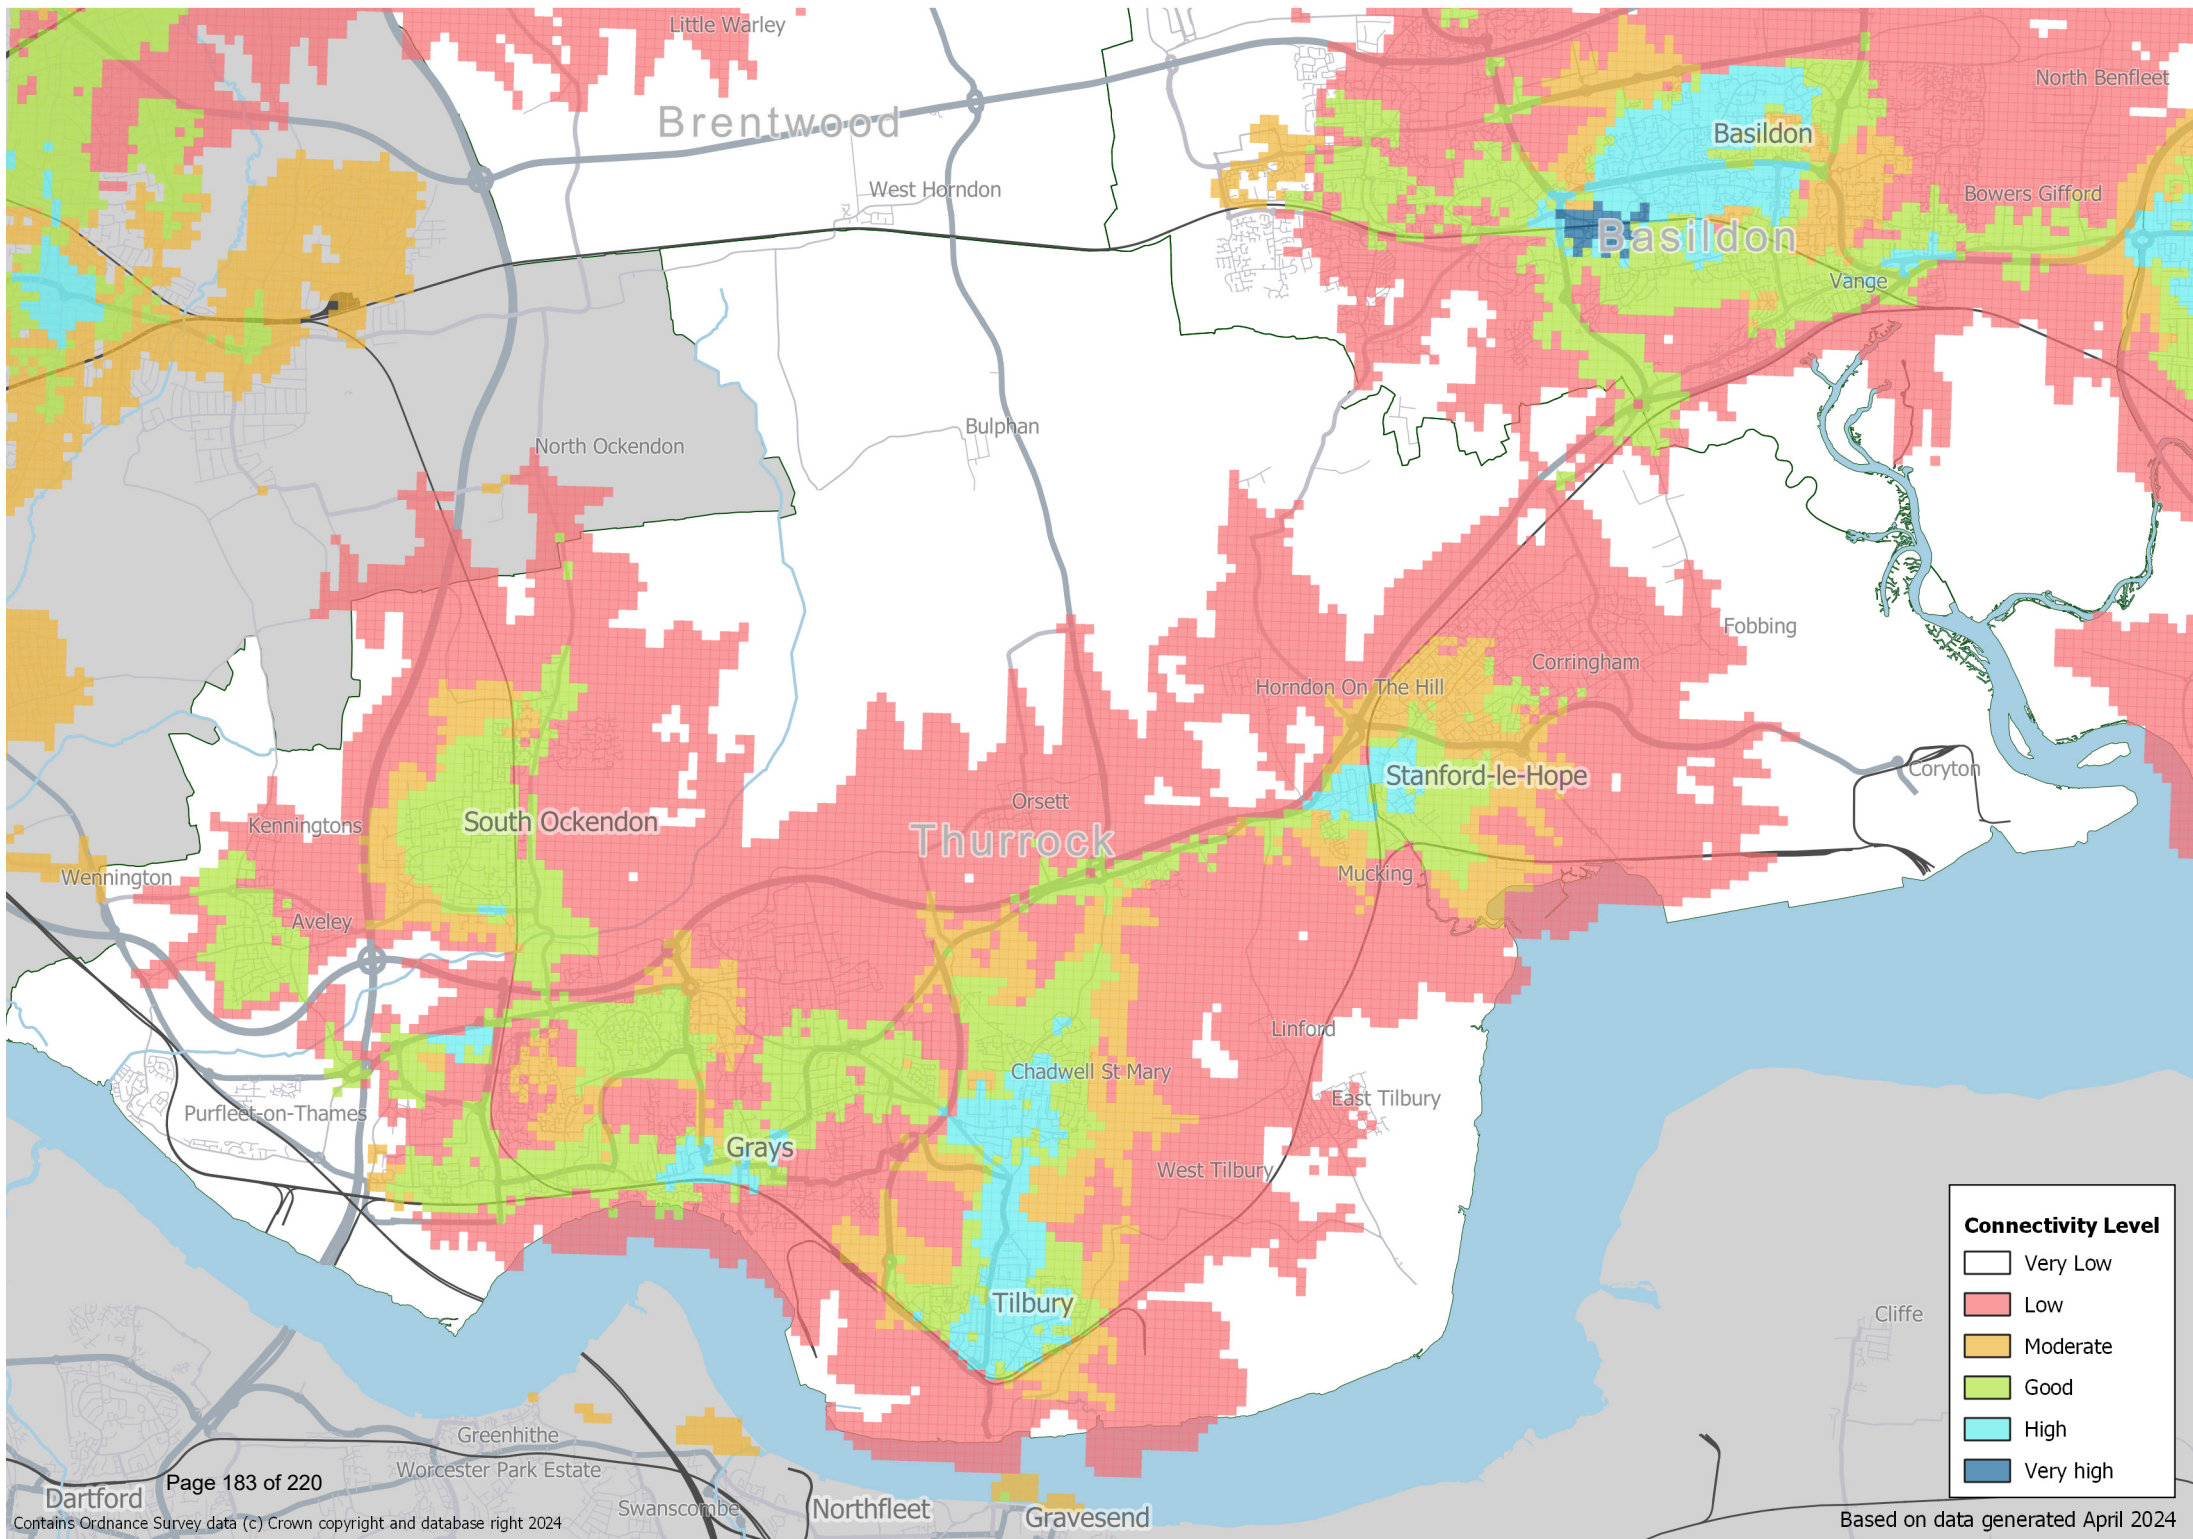 Little Warley
North Benfleet
Brentwood
Basildon
West Horndon
Bowers Gifford
Basildon
Vange
Bulphan
North Ockendon
Fobbing
Corringham
Horndon On The Hill
Stanford-le-Hope
Coryton
Orsett
South Ockendon
Kenningtons
Thurrock
Mucking
Wennington
Aveley
Linford
Chadwell St Mary
East Tilbury
Purfleet-on-Thames
Grays
West Tilbury
Tilbury
Cliffe
Connectivity Level
Very Low
Low
Moderate
Good
High
Very high
Greenhithe
Worcester Park Estate
Page 183 of 220
Dartford
Swanscombe
Northfleet
Gravesend
Contains Ordnance Survey data (c) Crown copyright and database right 2024
Based on data generated April 2024